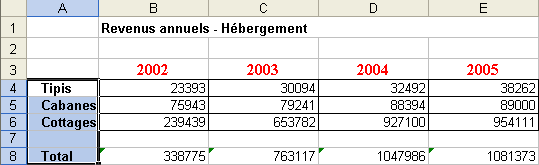 A B C D E
1 Revenus annuels - Hébergement
2
3 2002 2003 2004 2005
4 Tipis 23393 30094 32492 38262
5 Cabanes 75943 79241 88394 89000
6 Cottages 239439 653782 927100 954111
7
8 Total 338775 763117 1047986 1081373